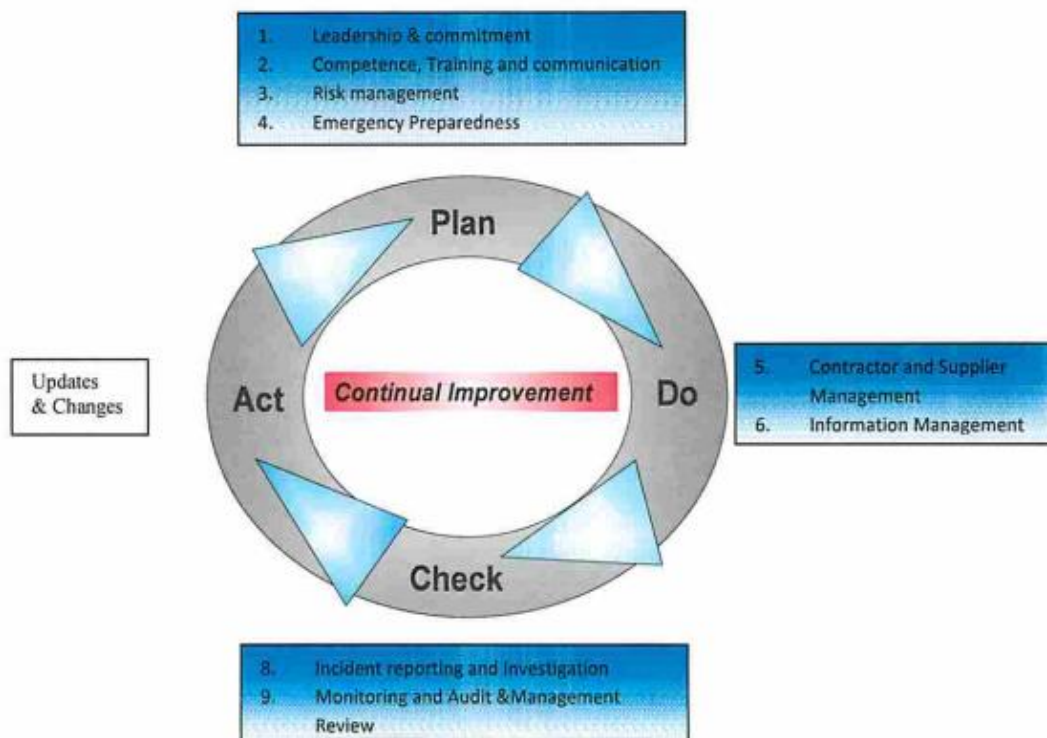 1. Leadership & commitment
2. Competence, Training and communication
3. Risk management
4. Emergency Preparedness
Plan
Updates
& Changes
Act
Continual Improvement
Do
5. Contractor and Supplier
Management
6. Information Management
Check
8. Incident reporting and investigation
9. Monitoring and Audit &Management
Review